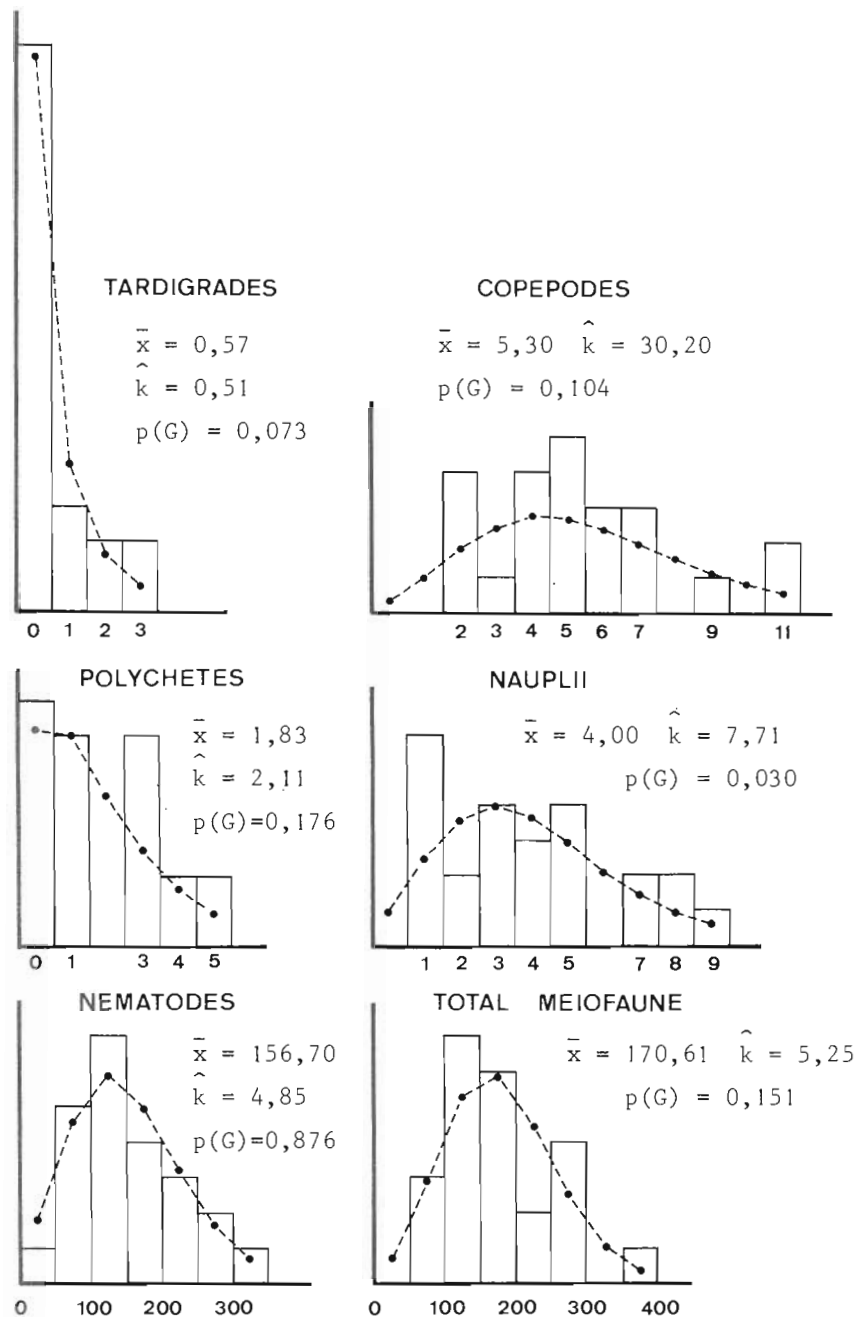 TARDIGRADES
x̄ = 0,57
k̂ = 0,51
p(G) = 0,073
0 1 2 3
COPEPODES
x̄ = 5,30 k̂ = 30,20
p(G) = 0,104
2 3 4 5 6 7 9 11
POLYCHETES
x̄ = 1,83
k̂ = 2,11
p(G)=0,176
0 1 3 4 5
NAUPLII
x̄ = 4,00 k̂ = 7,71
p(G) = 0,030
1 2 3 4 5 7 8 9
NEMATODES
x̄ = 156,70
k̂ = 4,85
p(G)=0,876
0 100 200 300
TOTAL MEIOFAUNE
x̄ = 170,61 k̂ = 5,25
p(G) = 0,151
0 100 200 300 400